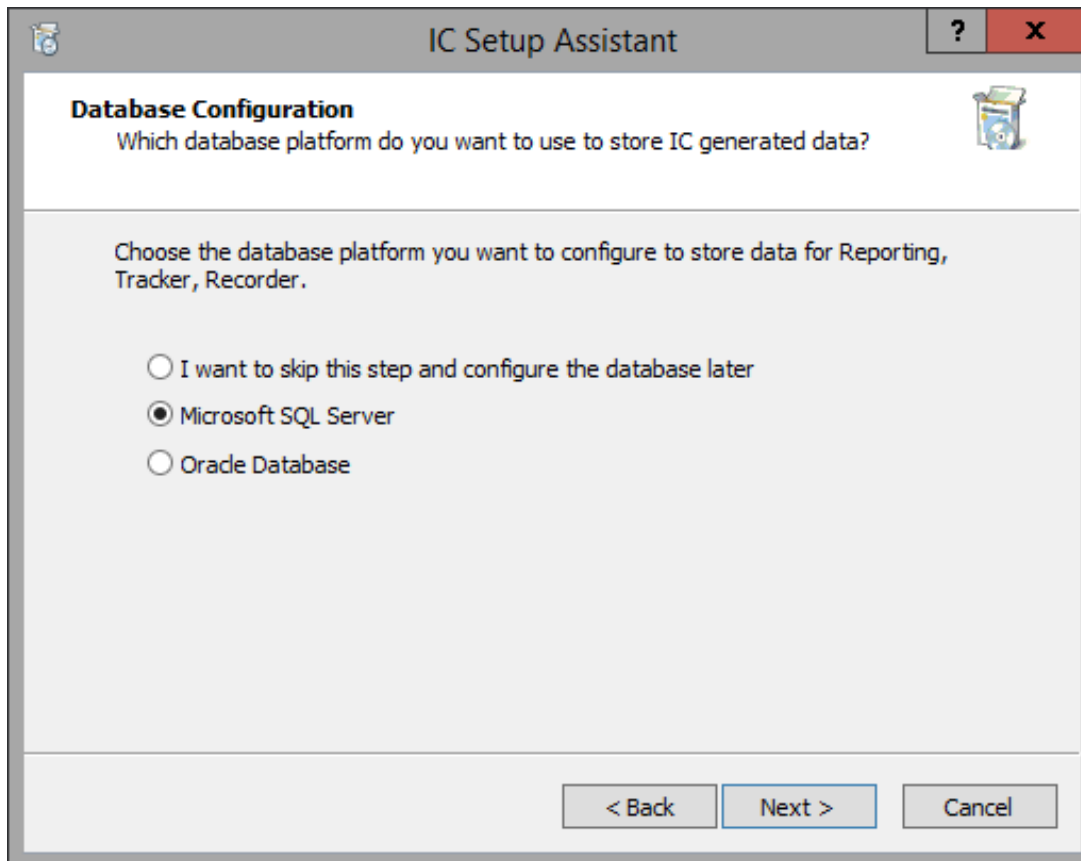 IC Setup Assistant
?
x
Database Configuration
Which database platform do you want to use to store IC generated data?
Choose the database platform you want to configure to store data for Reporting,
Tracker, Recorder.
I want to skip this step and configure the database later
Microsoft SQL Server
Oracle Database
< Back
Next >
Cancel